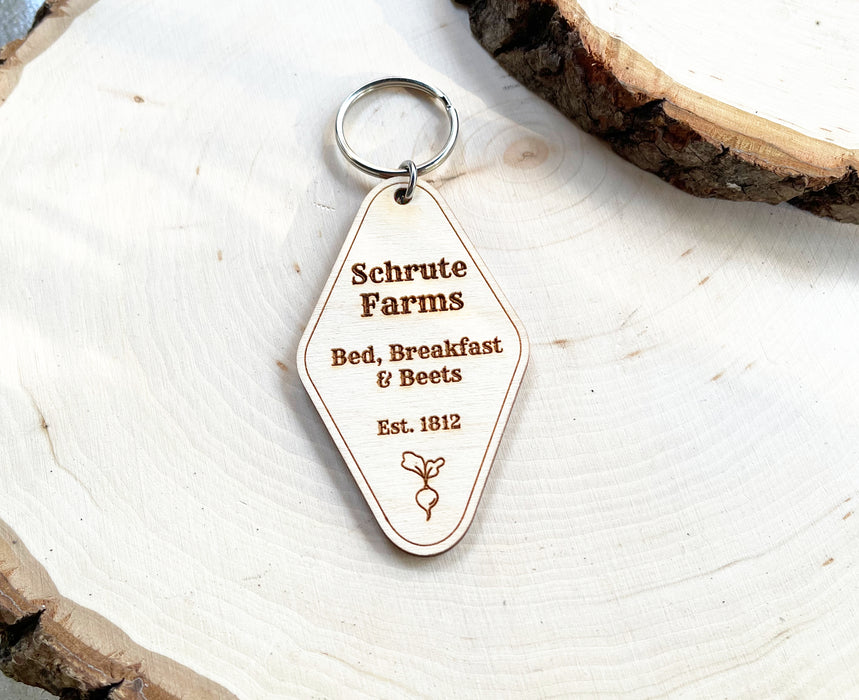 Schrute
Farms
Bed, Breakfast
& Beets
Est. 1812